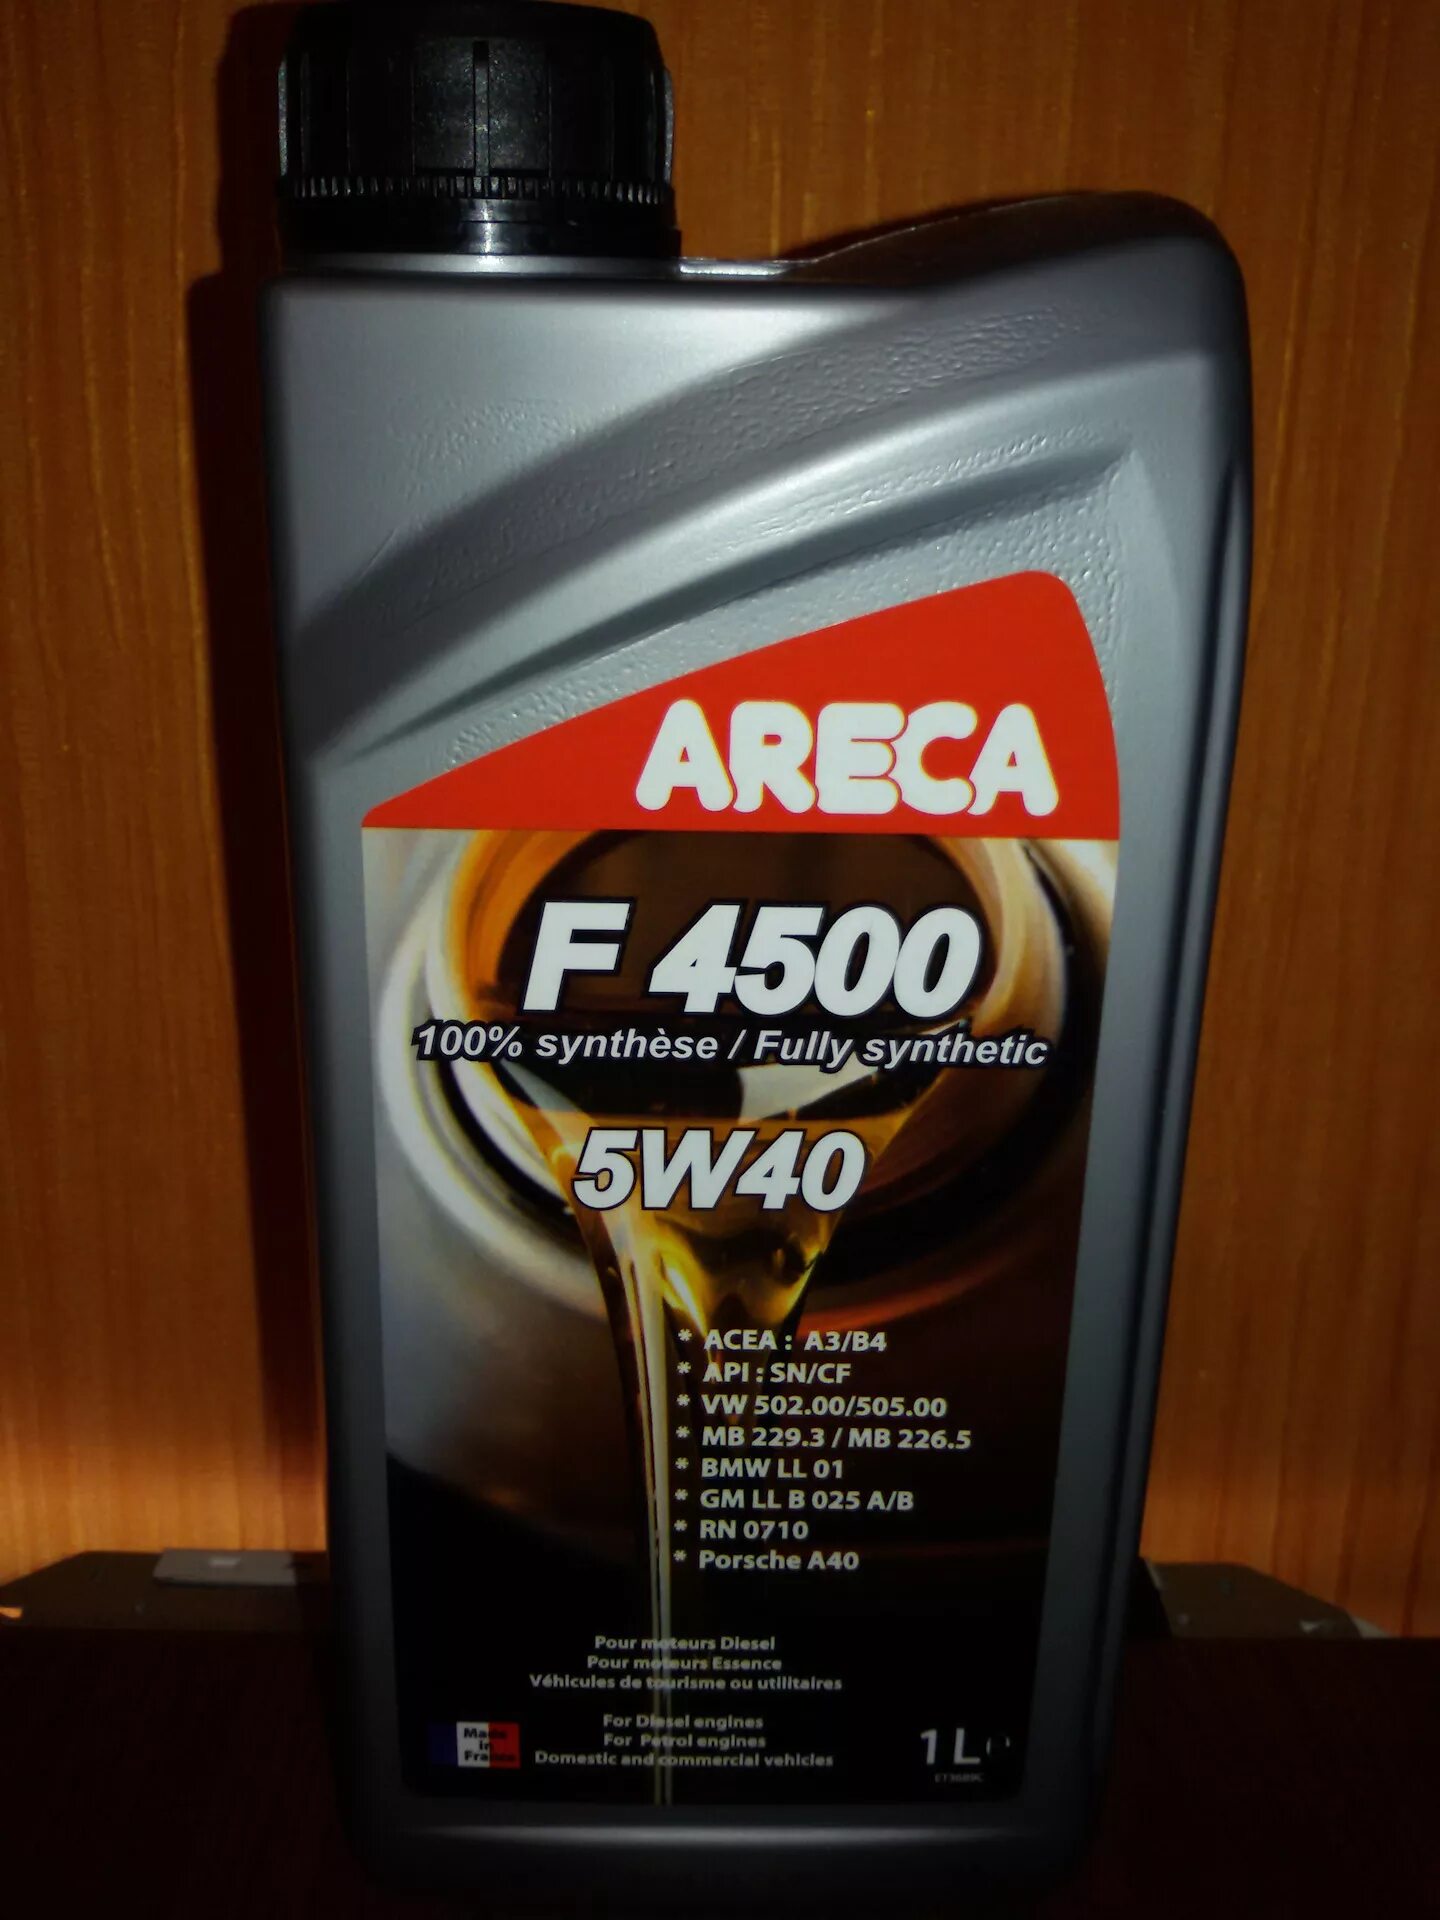 ARECA
F 4500
100% synthèse / Fully synthetic
5W40
* ACEA : A3/B4
* API : SN/CF
* VW 502.00/505.00
* MB 229.3 / MB 226.5
* BMW LL 01
* GM LL B 025 A/B
* RN 0710
* Porsche A40
Pour moteurs Diesel
Pour moteurs Essence
Véhicules de tourisme ou utilitaires
For Diesel engines
For Petrol engines
Domestic and commercial vehicles
Made
in
France
1 L e